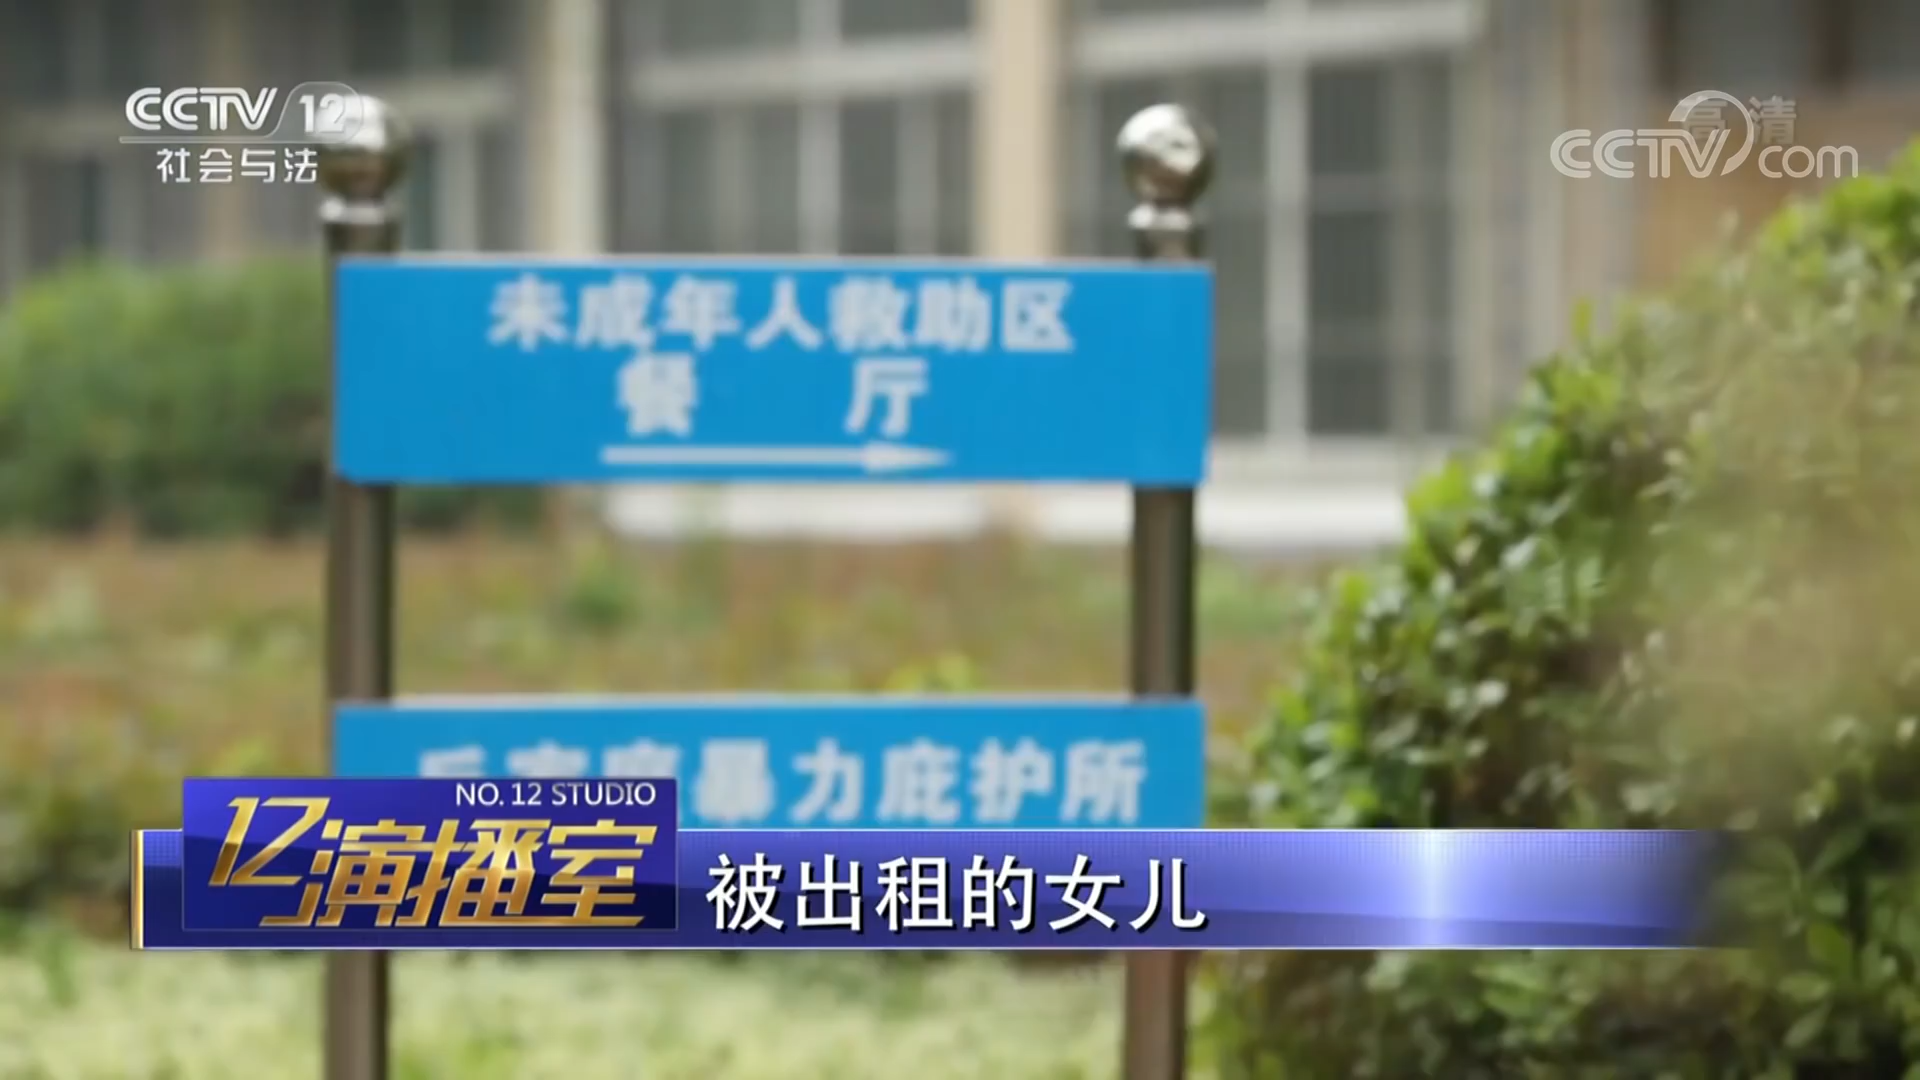 CCTV 12
社会与法
高清
CCTV.com
未成年人救助区
餐 厅
暴力庇护所
NO. 12 STUDIO
12演播室
被出租的女儿